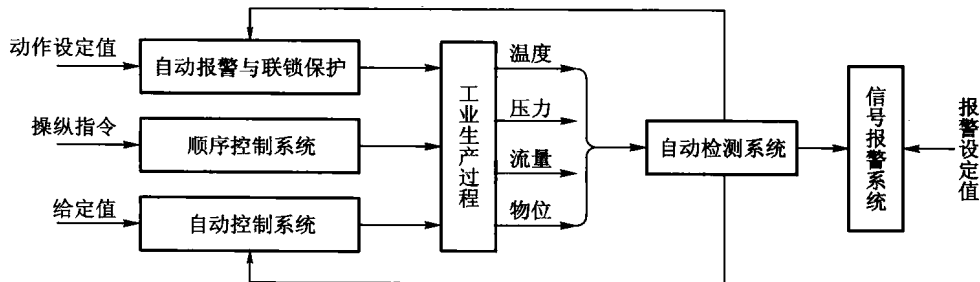 动作设定值
自动报警与联锁保护
操纵指令
顺序控制系统
给定值
自动控制系统
工业生产过程
温度
压力
流量
物位
自动检测系统
信号报警系统
报警设定值